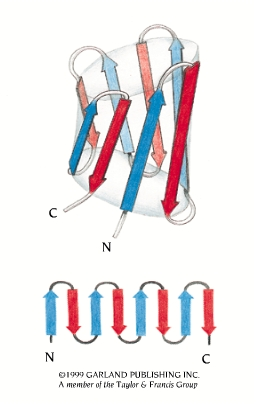 C
N
N C
©1999 GARLAND PUBLISHING INC.
A member of the Taylor & Francis Group